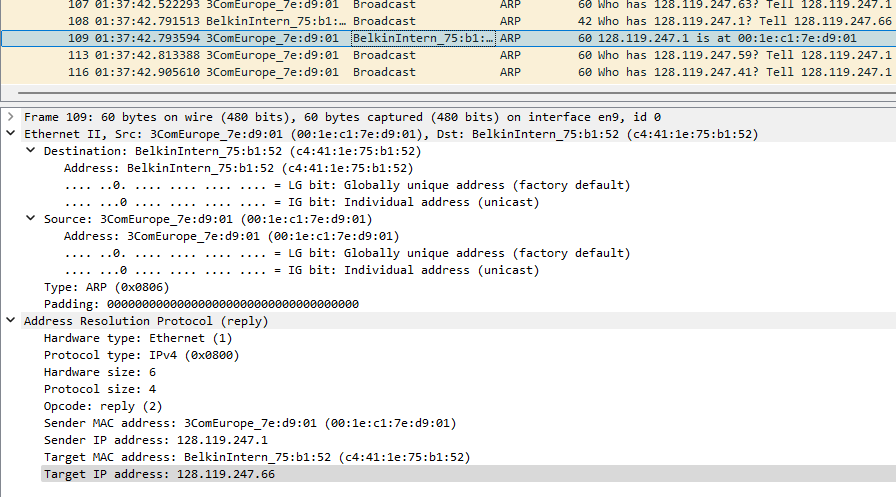 107 01:37:42.522293 3ComEurope_7e:d9:01 Broadcast ARP 60 Who has 128.119.247.63? Tell 128.119.247.1
108 01:37:42.791513 BelkinIntern_75:b1:… Broadcast ARP 42 Who has 128.119.247.1? Tell 128.119.247.66
109 01:37:42.793594 3ComEurope_7e:d9:01 BelkinIntern_75:b1:… ARP 60 128.119.247.1 is at 00:1e:c1:7e:d9:01
113 01:37:42.813388 3ComEurope_7e:d9:01 Broadcast ARP 60 Who has 128.119.247.59? Tell 128.119.247.1
116 01:37:42.905610 3ComEurope_7e:d9:01 Broadcast ARP 60 Who has 128.119.247.41? Tell 128.119.247.1
Frame 109: 60 bytes on wire (480 bits), 60 bytes captured (480 bits) on interface en9, id 0
Ethernet II, Src: 3ComEurope_7e:d9:01 (00:1e:c1:7e:d9:01), Dst: BelkinIntern_75:b1:52 (c4:41:1e:75:b1:52)
Destination: BelkinIntern_75:b1:52 (c4:41:1e:75:b1:52)
Address: BelkinIntern_75:b1:52 (c4:41:1e:75:b1:52)
.... ..0. .... .... .... .... = LG bit: Globally unique address (factory default)
.... ...0 .... .... .... .... = IG bit: Individual address (unicast)
Source: 3ComEurope_7e:d9:01 (00:1e:c1:7e:d9:01)
Address: 3ComEurope_7e:d9:01 (00:1e:c1:7e:d9:01)
.... ..0. .... .... .... .... = LG bit: Globally unique address (factory default)
.... ...0 .... .... .... .... = IG bit: Individual address (unicast)
Type: ARP (0x0806)
Padding: 000000000000000000000000000000000000
Address Resolution Protocol (reply)
Hardware type: Ethernet (1)
Protocol type: IPv4 (0x0800)
Hardware size: 6
Protocol size: 4
Opcode: reply (2)
Sender MAC address: 3ComEurope_7e:d9:01 (00:1e:c1:7e:d9:01)
Sender IP address: 128.119.247.1
Target MAC address: BelkinIntern_75:b1:52 (c4:41:1e:75:b1:52)
Target IP address: 128.119.247.66